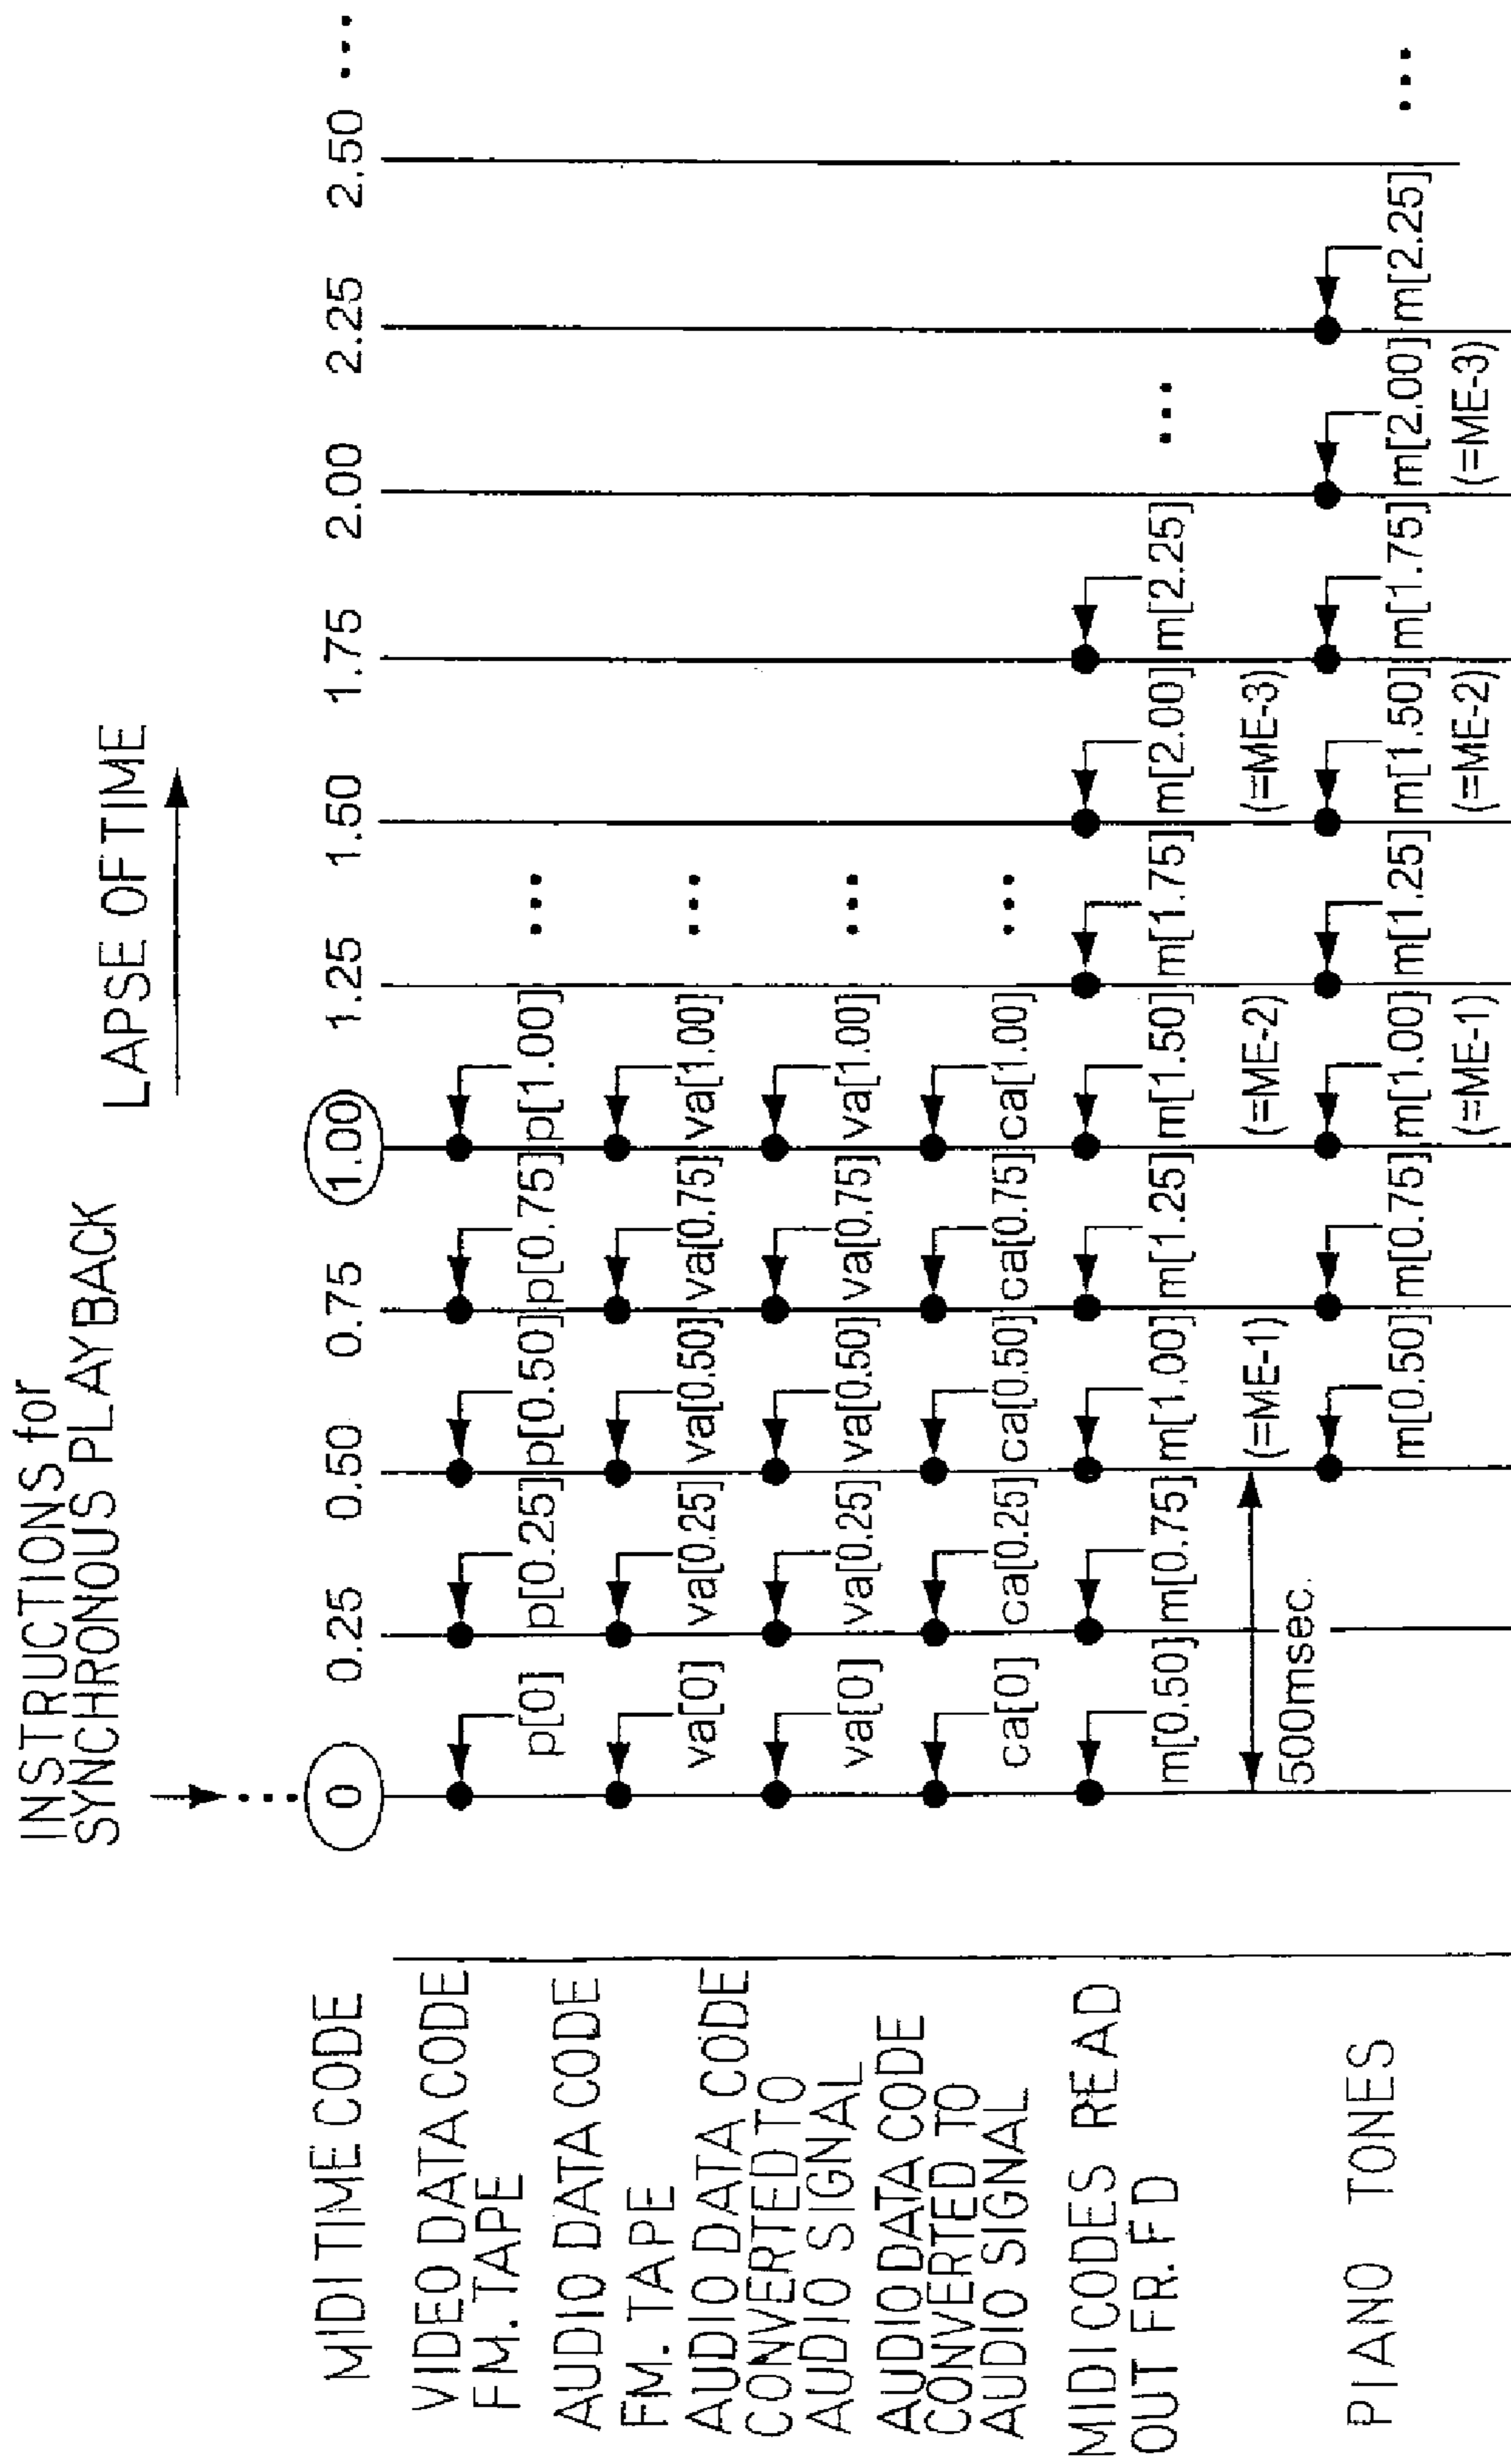 INSTRUCTIONS for
SYNCHRONOUS PLAYBACK
LAPSE OF TIME
MIDI TIME CODE
... 0 0.25 0.50 0.75 1.00 1.25 1.50 1.75 2.00 2.25 2.50 ...
VIDEO DATA CODE
FM. TAPE
p[0] p[0.25] p[0.50] p[0.75] p[1.00] ...
AUDIO DATA CODE
FM. TAPE
va[0] va[0.25] va[0.50] va[0.75] va[1.00] ...
AUDIO DATA CODE
CONVERTED TO
AUDIO SIGNAL
va[0] va[0.25] va[0.50] va[0.75] va[1.00] ...
AUDIO DATA CODE
CONVERTED TO
AUDIO SIGNAL
ca[0] ca[0.25] ca[0.50] ca[0.75] ca[1.00] ...
MIDI CODES READ
OUT FR. FD
m[0.50] m[0.75] m[1.00] m[1.25] m[1.50] m[1.75] m[2.00] m[2.25] ...
(=ME-1) (=ME-2) (=ME-3)
500msec.
PIANO TONES
m[0.50] m[0.75] m[1.00] m[1.25] m[1.50] m[1.75] m[2.00] m[2.25] ...
(=ME-1) (=ME-2) (=ME-3)